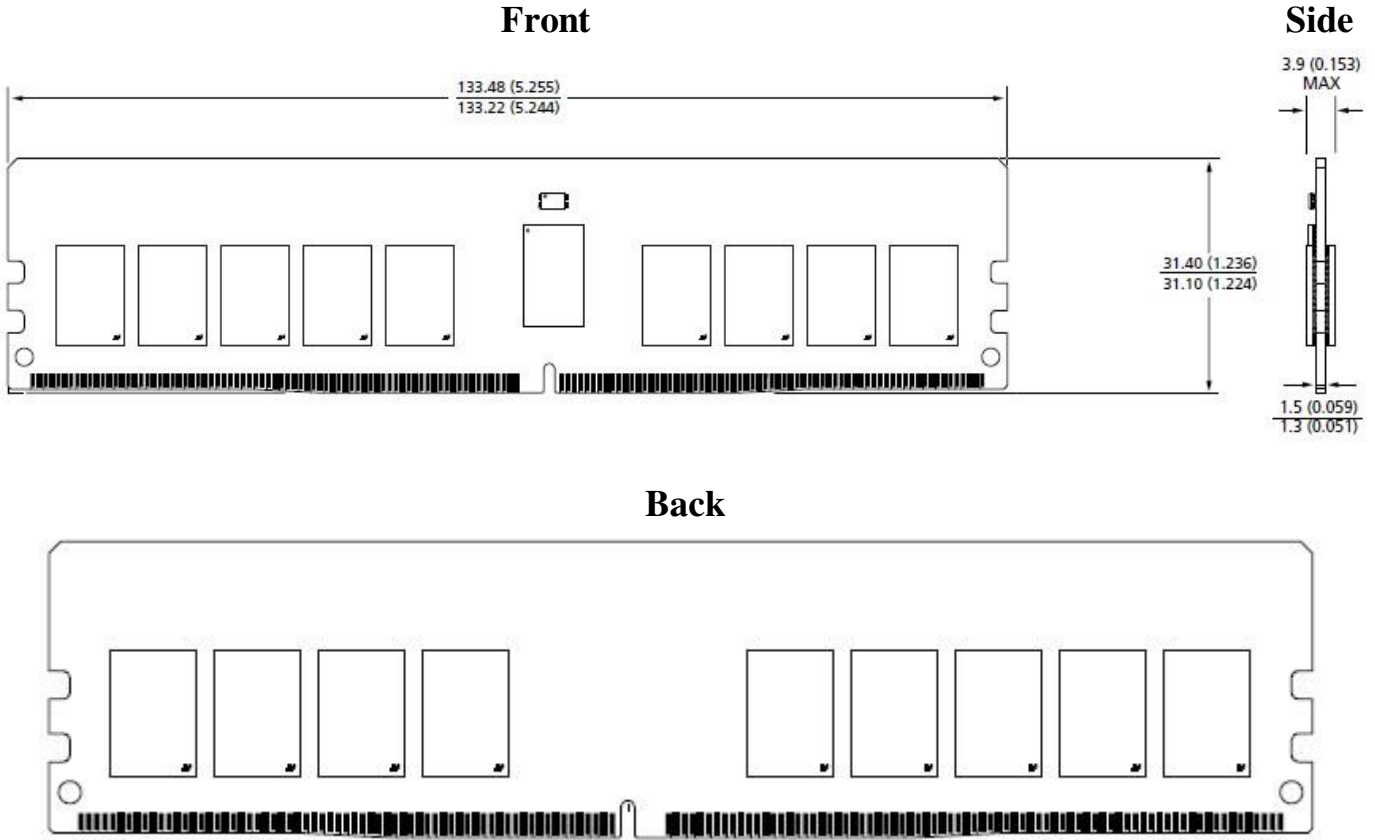 Front
Side
3.9 (0.153)
MAX
133.48 (5.255)
133.22 (5.244)
31.40 (1.236)
31.10 (1.224)
1.5 (0.059)
1.3 (0.051)
Back